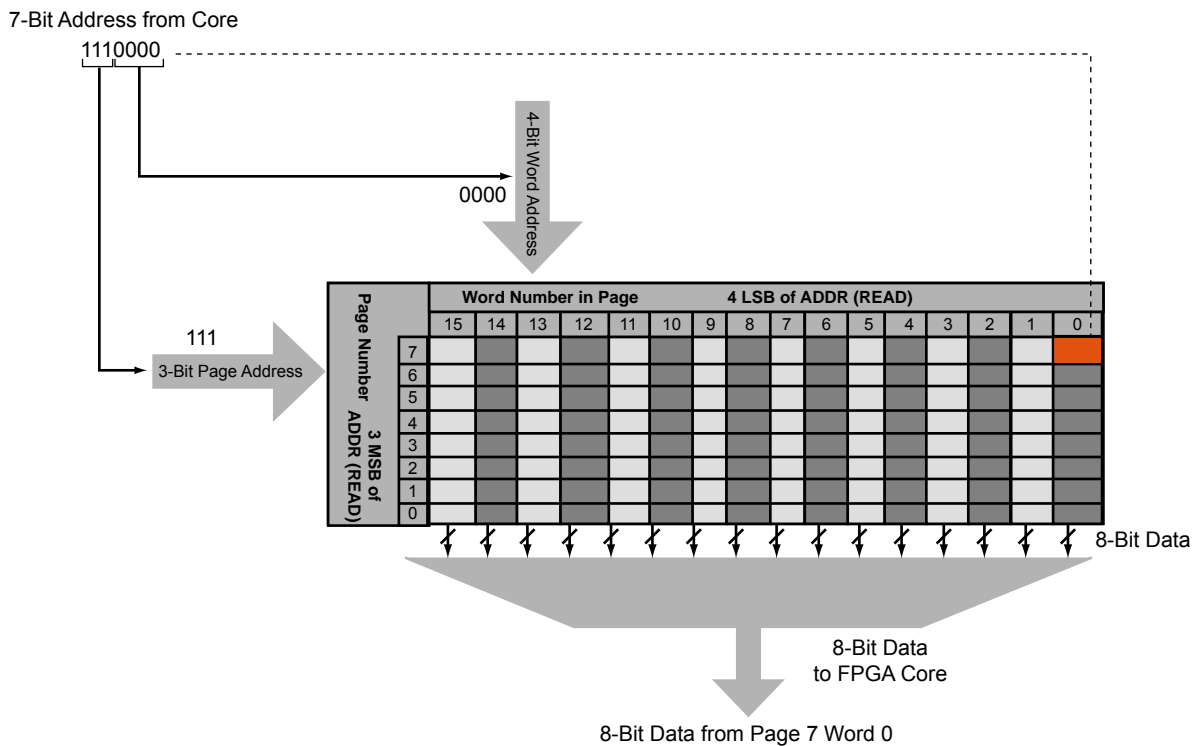 7-Bit Address from Core
1110000
4-Bit Word Address
0000
111
3-Bit Page Address
Page Number
3 MSB of
ADDR (READ)
Word Number in Page 4 LSB of ADDR (READ)
15 14 13 12 11 10 9 8 7 6 5 4 3 2 1 0
7
6
5
4
3
2
1
0
8-Bit Data
8-Bit Data
to FPGA Core
8-Bit Data from Page 7 Word 0